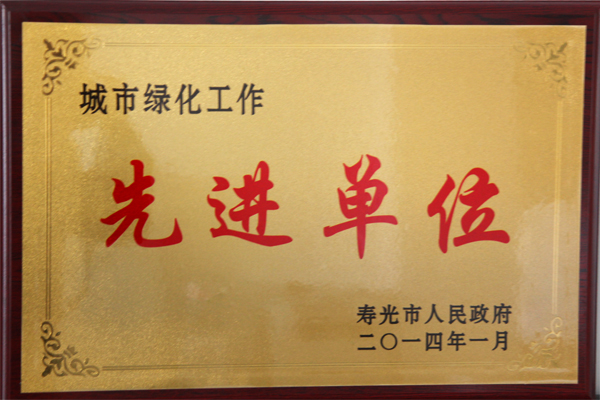 城市绿化工作
先进单位
寿光市人民政府
二〇一四年一月